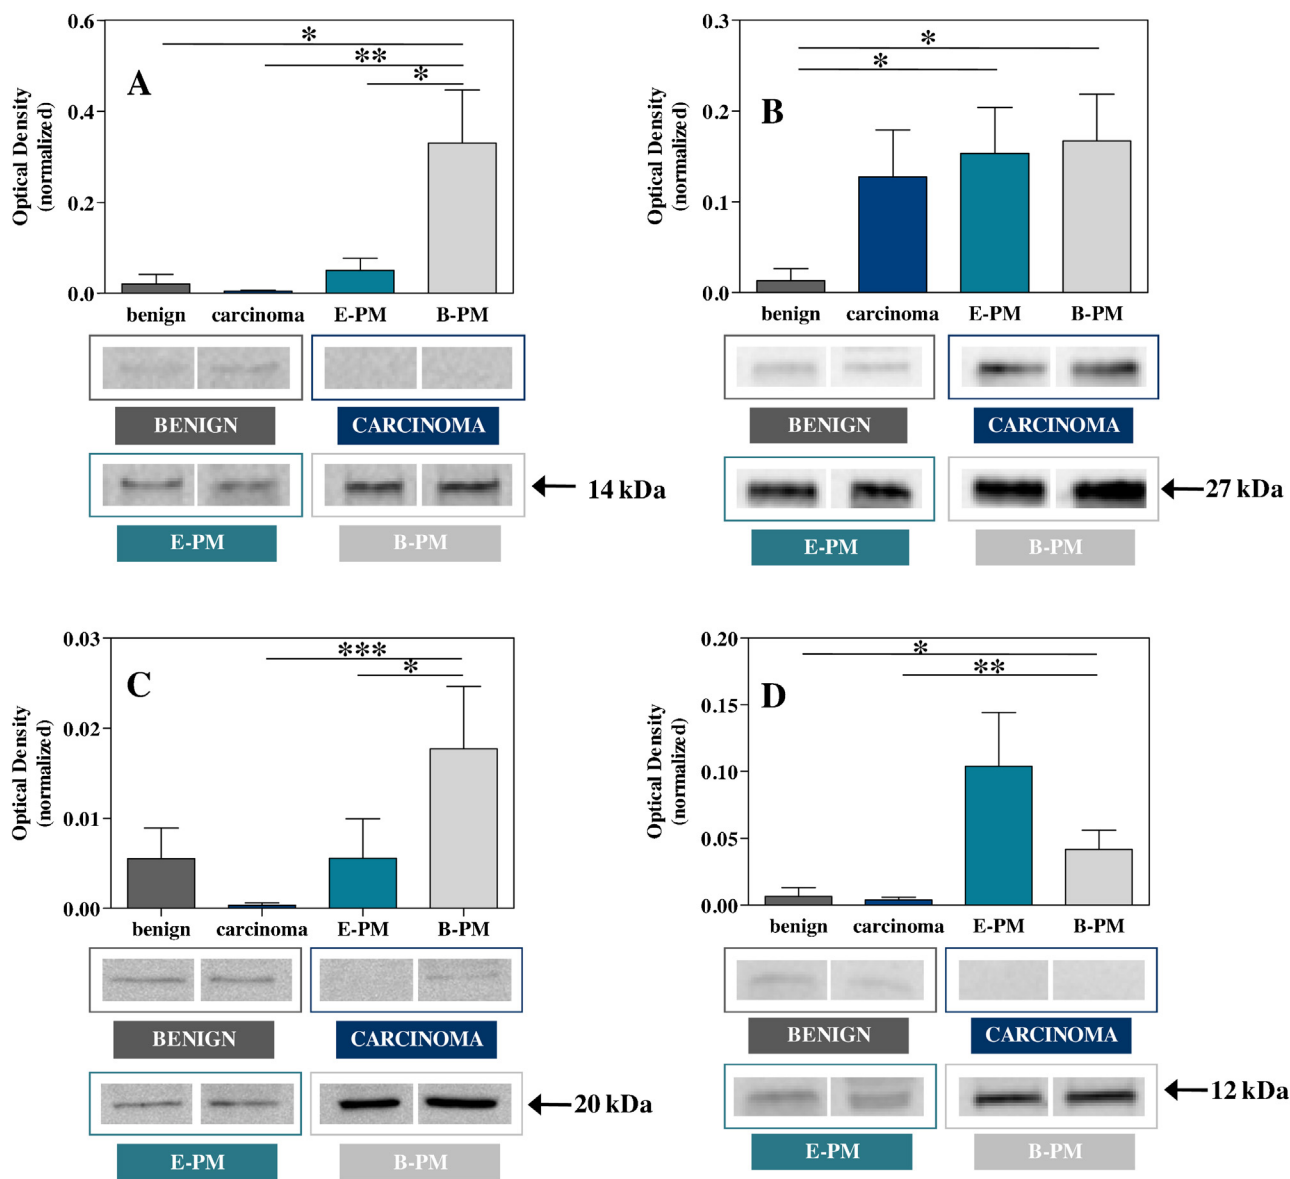 A
Optical Density
(normalized)
0.6
0.4
0.2
0.0
*
**
*
benign carcinoma E-PM B-PM
BENIGN CARCINOMA
14 kDa
E-PM B-PM
B
Optical Density
(normalized)
0.3
0.2
0.1
0.0
*
*
benign carcinoma E-PM B-PM
BENIGN CARCINOMA
27 kDa
E-PM B-PM
C
Optical Density
(normalized)
0.03
0.02
0.01
0.00
***
*
benign carcinoma E-PM B-PM
BENIGN CARCINOMA
20 kDa
E-PM B-PM
D
Optical Density
(normalized)
0.20
0.15
0.10
0.05
0.00
*
**
benign carcinoma E-PM B-PM
BENIGN CARCINOMA
12 kDa
E-PM B-PM